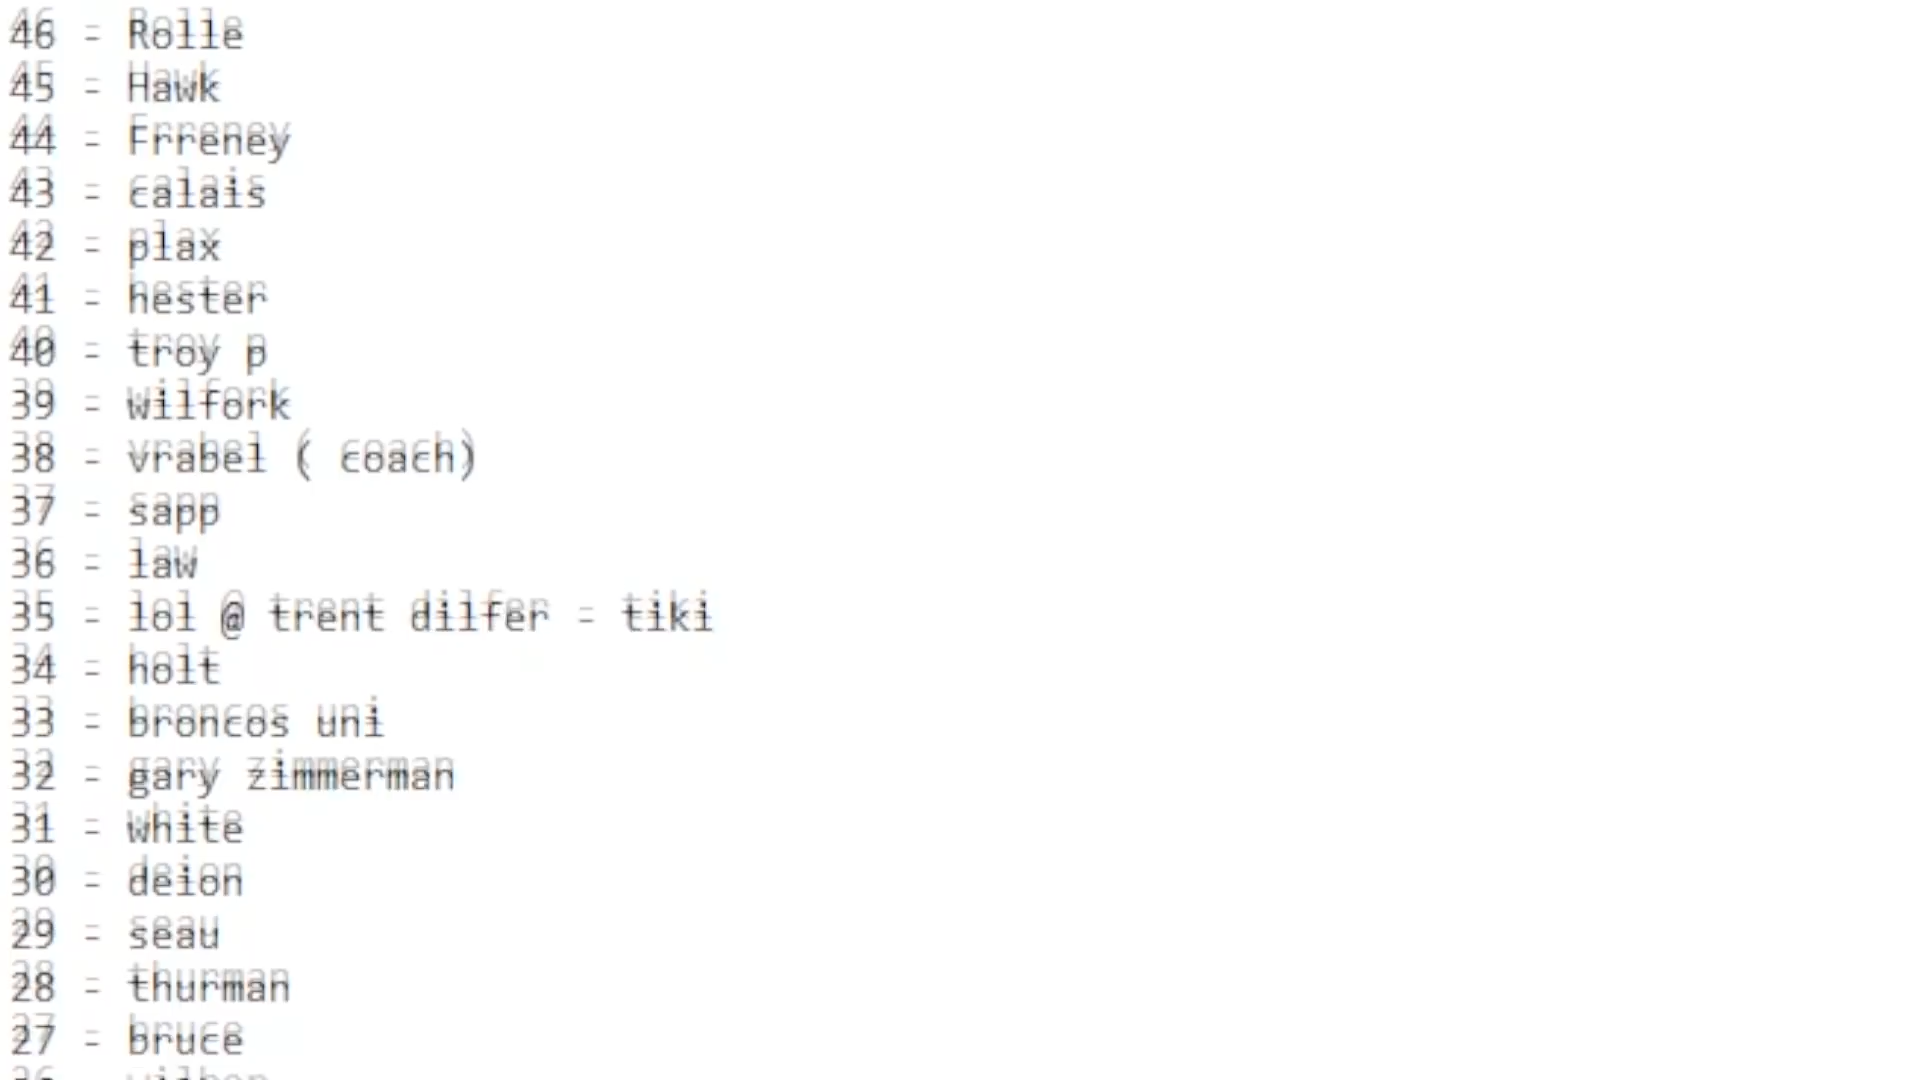 46 - Rolle
45 - Hawk
44 - Frreney
43 - calais
42 - plax
41 - hester
40 - troy p
39 - wilfork
38 - vrabel ( coach)
37 - sapp
36 - law
35 - lol @ trent dilfer - tiki
34 - holt
33 - broncos uni
32 - gary zimmerman
31 - white
30 - deion
29 - seau
28 - thurman
27 - bruce